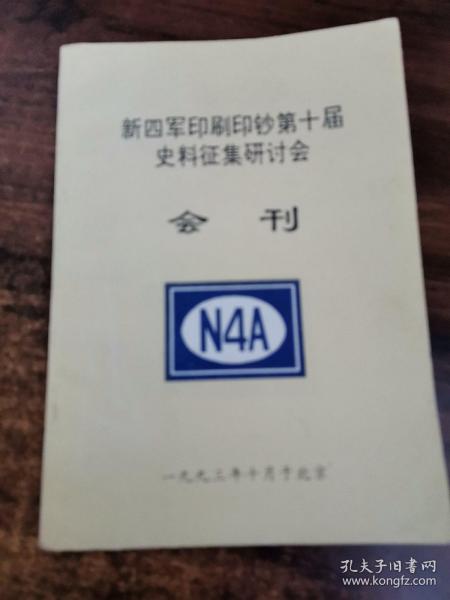 新四军印刷印钞第十届
史料征集研讨会
会刊
N4A
一九九三年十月于北京
孔夫子旧书网
www.kongfz.com